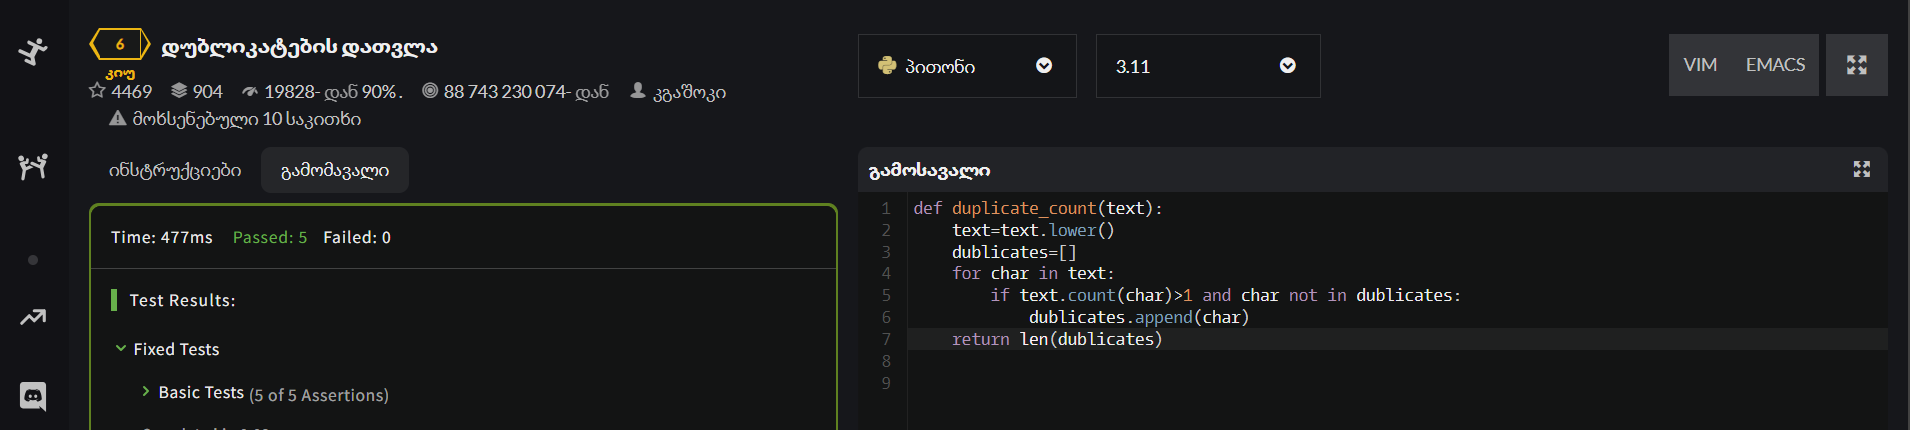 6 დუბლიკატების დათვლა
კიუ
4469 904 19828- დან 90% . 88 743 230 074- დან კგაშოკი
მოხსენებული 10 საკითხი
პითონი 3.11 VIM EMACS
ინსტრუქციები გამომავალი
Time: 477ms Passed: 5 Failed: 0
Test Results:
Fixed Tests
Basic Tests (5 of 5 Assertions)
გამოსავალი
1 def duplicate_count(text):
2 text=text.lower()
3 dublicates=[]
4 for char in text:
5 if text.count(char)>1 and char not in dublicates:
6 dublicates.append(char)
7 return len(dublicates)
8
9